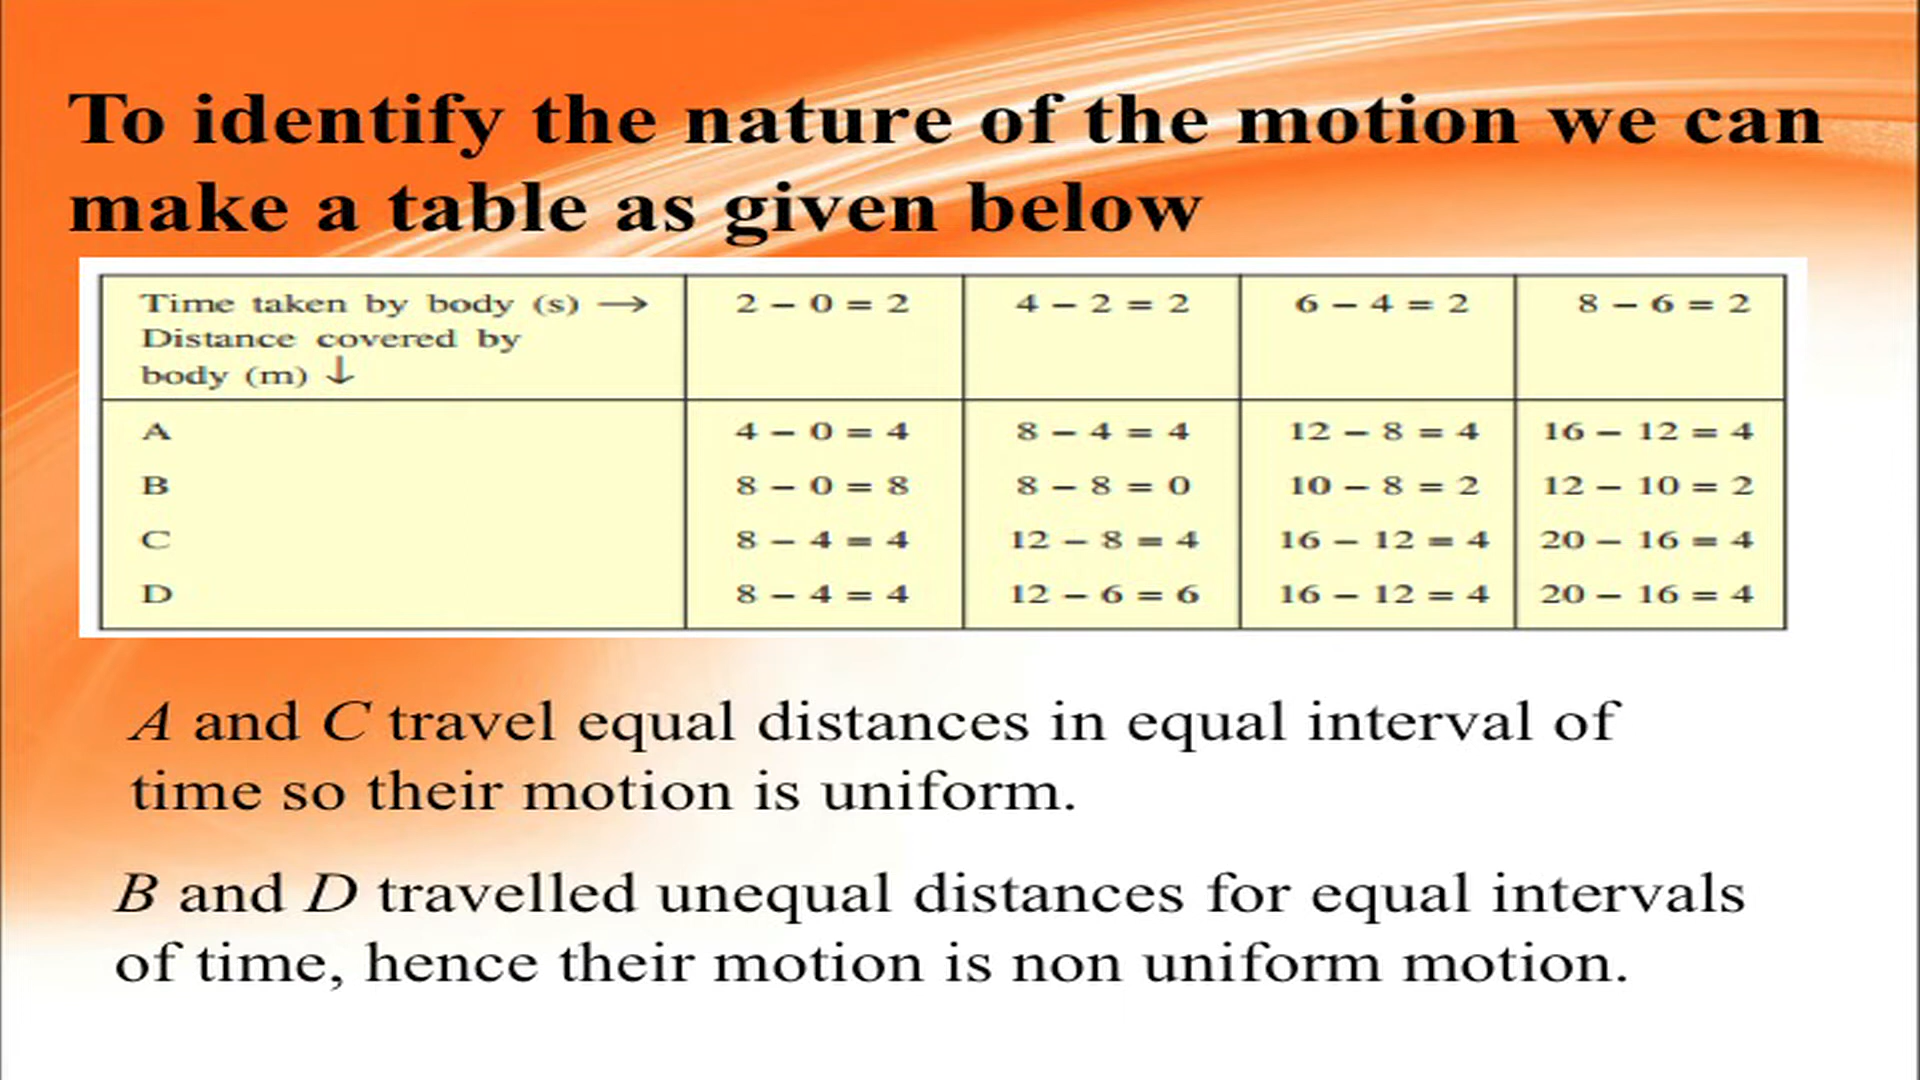 To identify the nature of the motion we can
make a table as given below
Time taken by body (s) → 2 – 0 = 2 4 – 2 = 2 6 – 4 = 2 8 – 6 = 2
Distance covered by
body (m) ↓
A 4 – 0 = 4 8 – 4 = 4 12 – 8 = 4 16 – 12 = 4
B 8 – 0 = 8 8 – 8 = 0 10 – 8 = 2 12 – 10 = 2
C 8 – 4 = 4 12 – 8 = 4 16 – 12 = 4 20 – 16 = 4
D 8 – 4 = 4 12 – 6 = 6 16 – 12 = 4 20 – 16 = 4
A and C travel equal distances in equal interval of
time so their motion is uniform.
B and D travelled unequal distances for equal intervals
of time, hence their motion is non uniform motion.